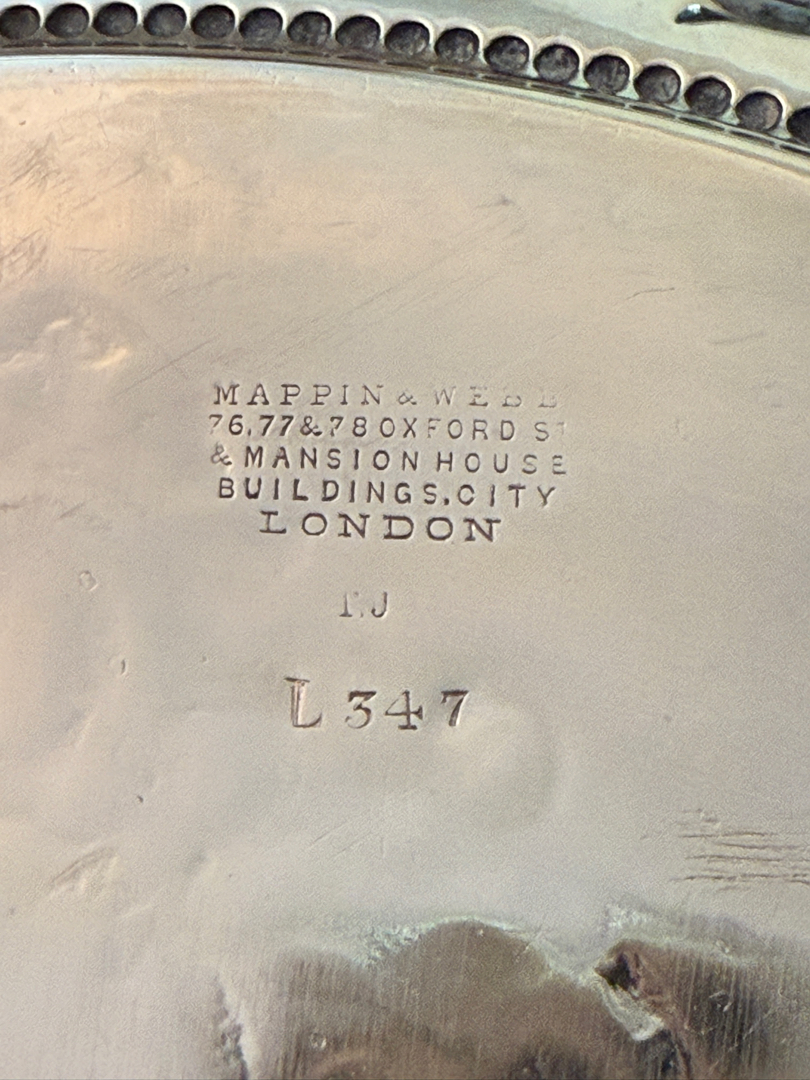 MAPPIN & WEBB
76,77&78 OXFORD ST
& MANSION HOUSE
BUILDINGS, CITY
LONDON
L 347